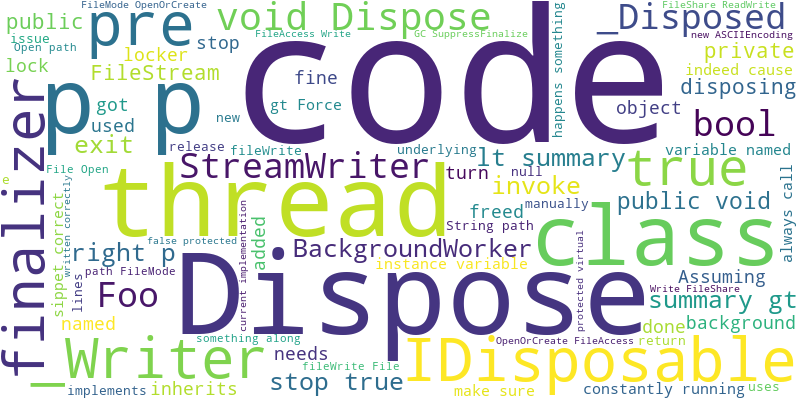 FileMode OpenOrCreate
FileShare ReadWrite
public
pre
void Dispose
_Disposed
issue
stop
FileAccess Write
GC SuppressFinalize
new ASCIIEncoding
Open path
locker
code
happens something
private
lock
FileStream
fine
indeed cause
finalizer
p p
got
gt Force
object
disposing
used
new
bool
exit
release
fileWrite
underlying
variable named
File Open
thread
StreamWriter
turn
null
lt summary
true
e
invoke
sippet correct
written correctly
freed
manually
public void
always call
current implementation
String path
class
false protected
added
right p
BackgroundWorker
protected virtual
path FileMode
instance variable
Assuming
lines
Foo
Dispose
Write FileShare
summary gt
named
done
background
something along
OpenOrCreate FileAccess
return
_Writer
needs
fileWrite File
IDisposable
implements
inherits
stop true
make sure
constantly running
uses